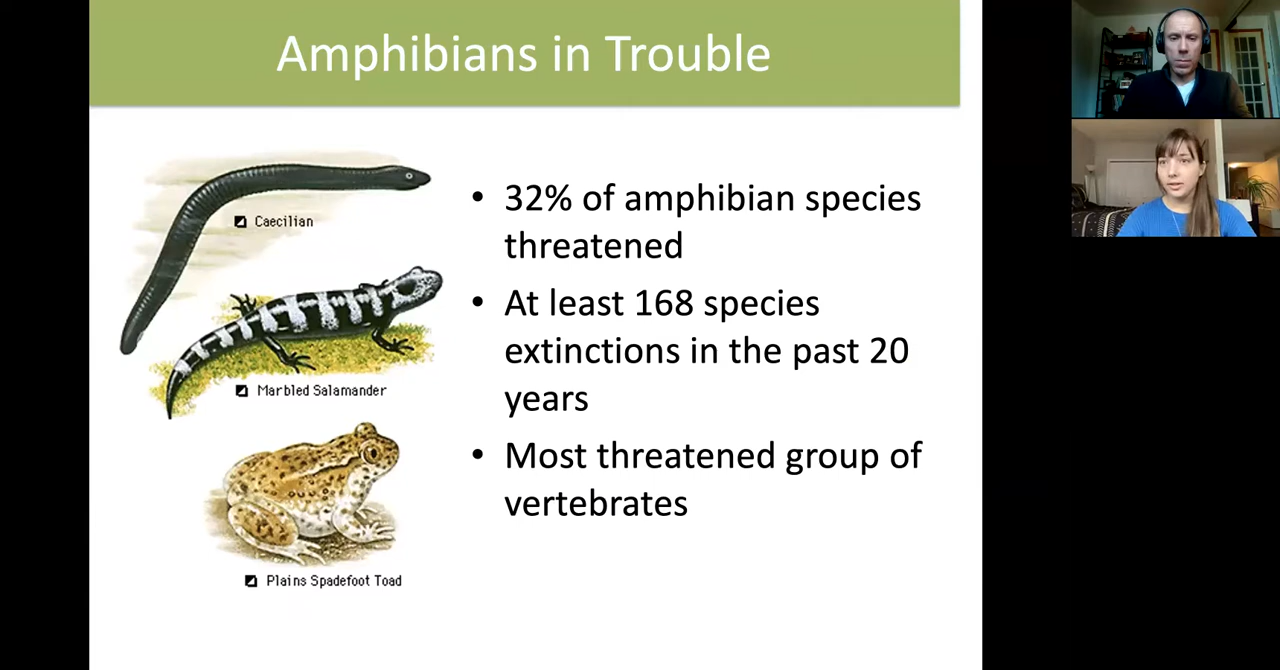 Amphibians in Trouble
Caecilian
Marbled Salamander
Plains Spadefoot Toad
• 32% of amphibian species
threatened
• At least 168 species
extinctions in the past 20
years
• Most threatened group of
vertebrates